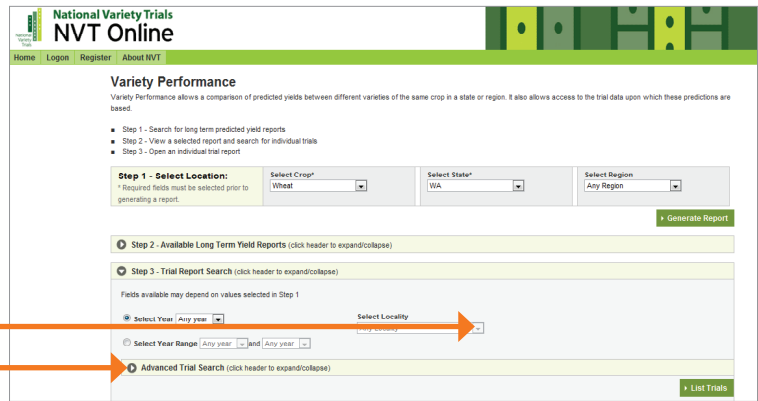 National Variety Trials
NVT Online
National
Variety
Trials
Home Logon Register About NVT
Variety Performance
Variety Performance allows a comparison of predicted yields between different varieties of the same crop in a state or region. It also allows access to the trial data upon which these predictions are
based.
Step 1 - Search for long term predicted yield reports
Step 2 - View a selected report and search for individual trials
Step 3 - Open an individual trial report
Step 1 - Select Location:
* Required fields must be selected prior to
generating a report.
Select Crop*
Wheat
Select State*
WA
Select Region
Any Region
Generate Report
Step 2 - Available Long Term Yield Reports (click header to expand/collapse)
Step 3 - Trial Report Search (click header to expand/collapse)
Fields available may depend on values selected in Step 1
Select Year Any year
Select Locality
Any Locality
Select Year Range Any year and Any year
Advanced Trial Search (click header to expand/collapse)
List Trials